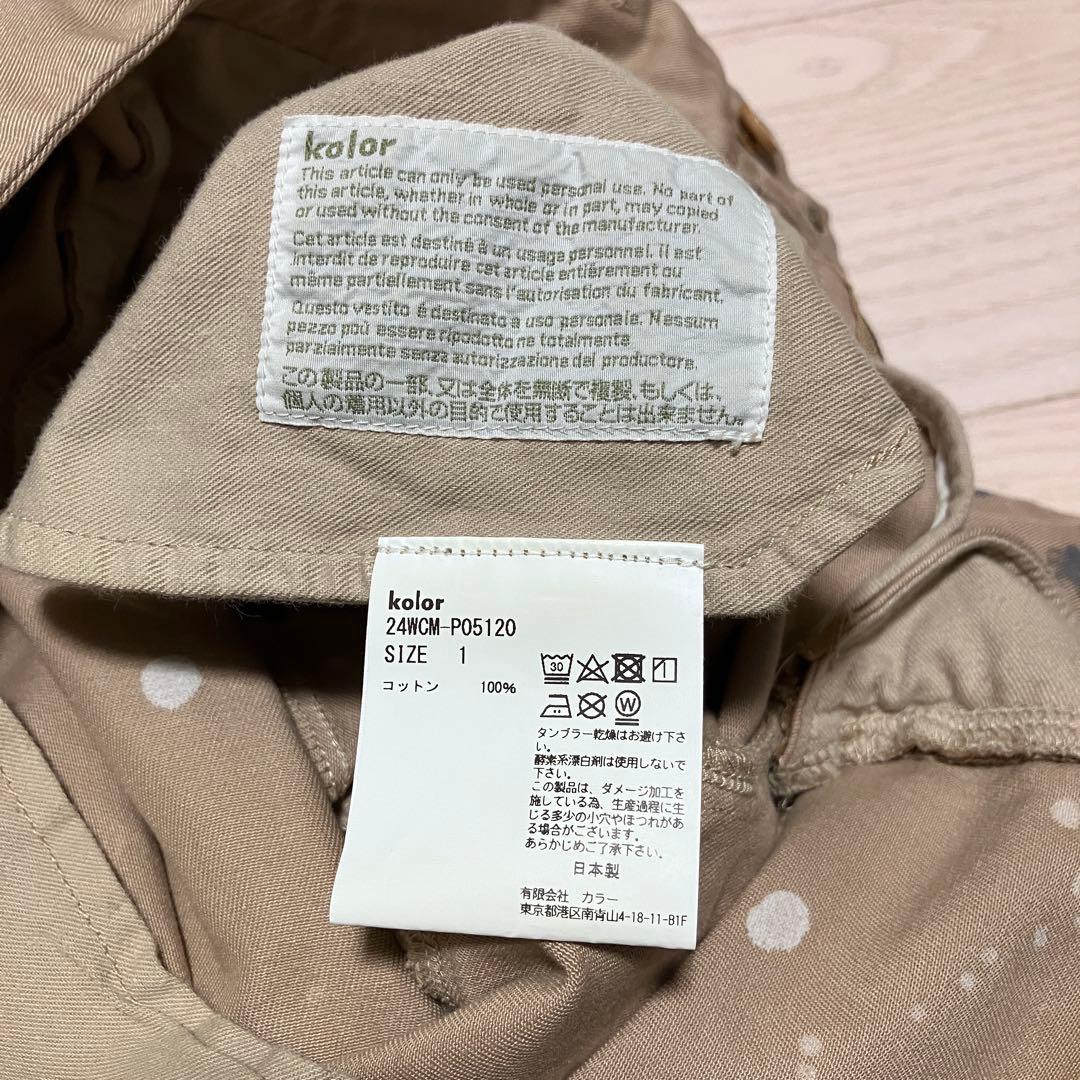 kolor
This article can only be used personal use. No part of
this article, whether in whole or in part, may copied
or used without the consent of the manufacturer.
Cet article est destiné à un usage personnel. Il est
interdit de reproduire cet article entiérement ou
même partiellement sans l'autorisation du fabricant.
Questo vestito é destinato a uso personale. Nessum
pezzo poú essere ripodotto ne totalmente
parzialmente senza autorizzazione del produttore.
この製品の一部、又は全体を無断で複製、もしくは、
個人の着用以外の目的で使用することは出来ません。
kolor
24WCM-P05120
SIZE 1
コットン 100%
30
1
W
タンブラー乾燥はお避け下さ
い。
酵素系漂白剤は使用しないで
下さい。
この製品は、ダメージ加工を
施している為、生産過程に生
じる多少の小穴やほつれがあ
る場合がございます。
あらかじめご了承下さい。
日本製
有限会社 カラー
東京都港区南青山4-18-11-B1F